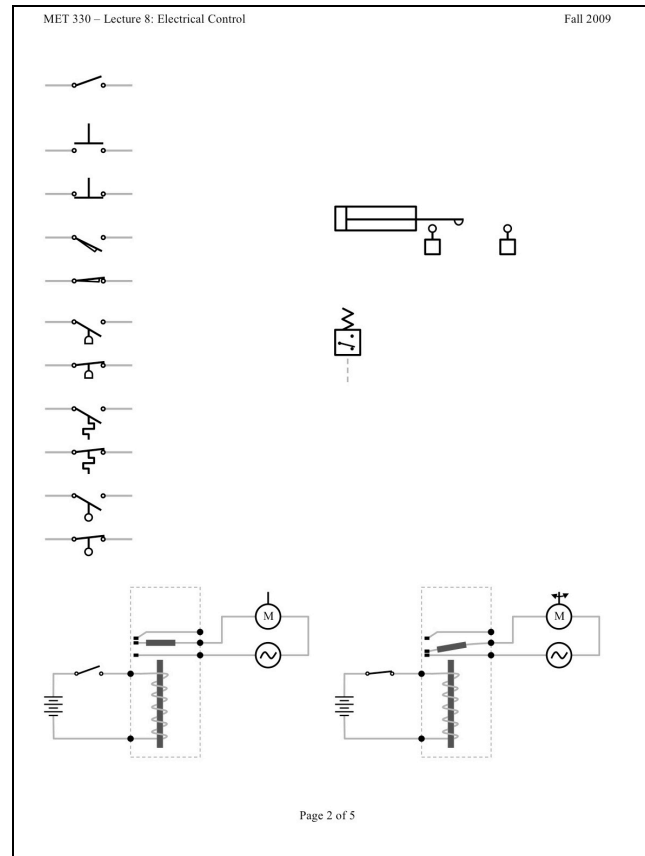 MET 330 – Lecture 8: Electrical Control Fall 2009
M
M
Page 2 of 5